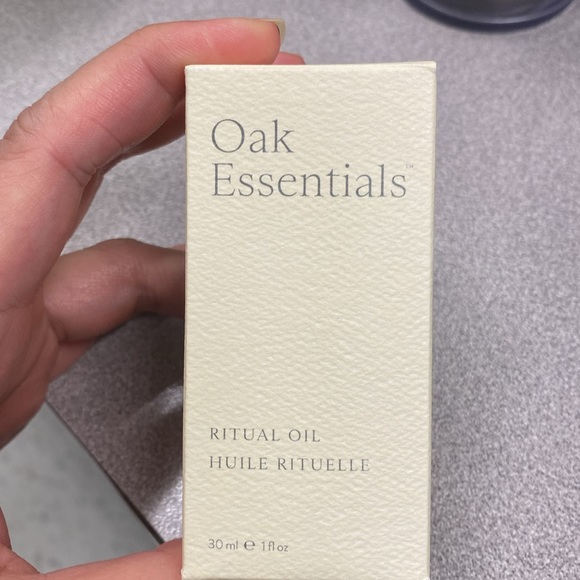 Oak
Essentials™
RITUAL OIL
HUILE RITUELLE
30 ml ℮ 1 fl oz